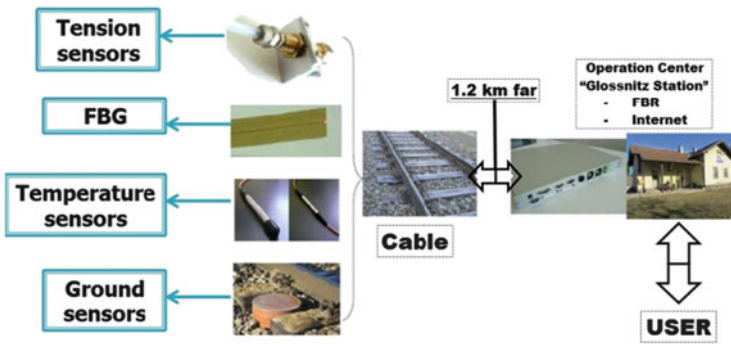 Tension
sensors
FBG
Temperature
sensors
Ground
sensors
1.2 km far
Cable
Operation Center
“Glossnitz Station”
- FBR
- Internet
USER